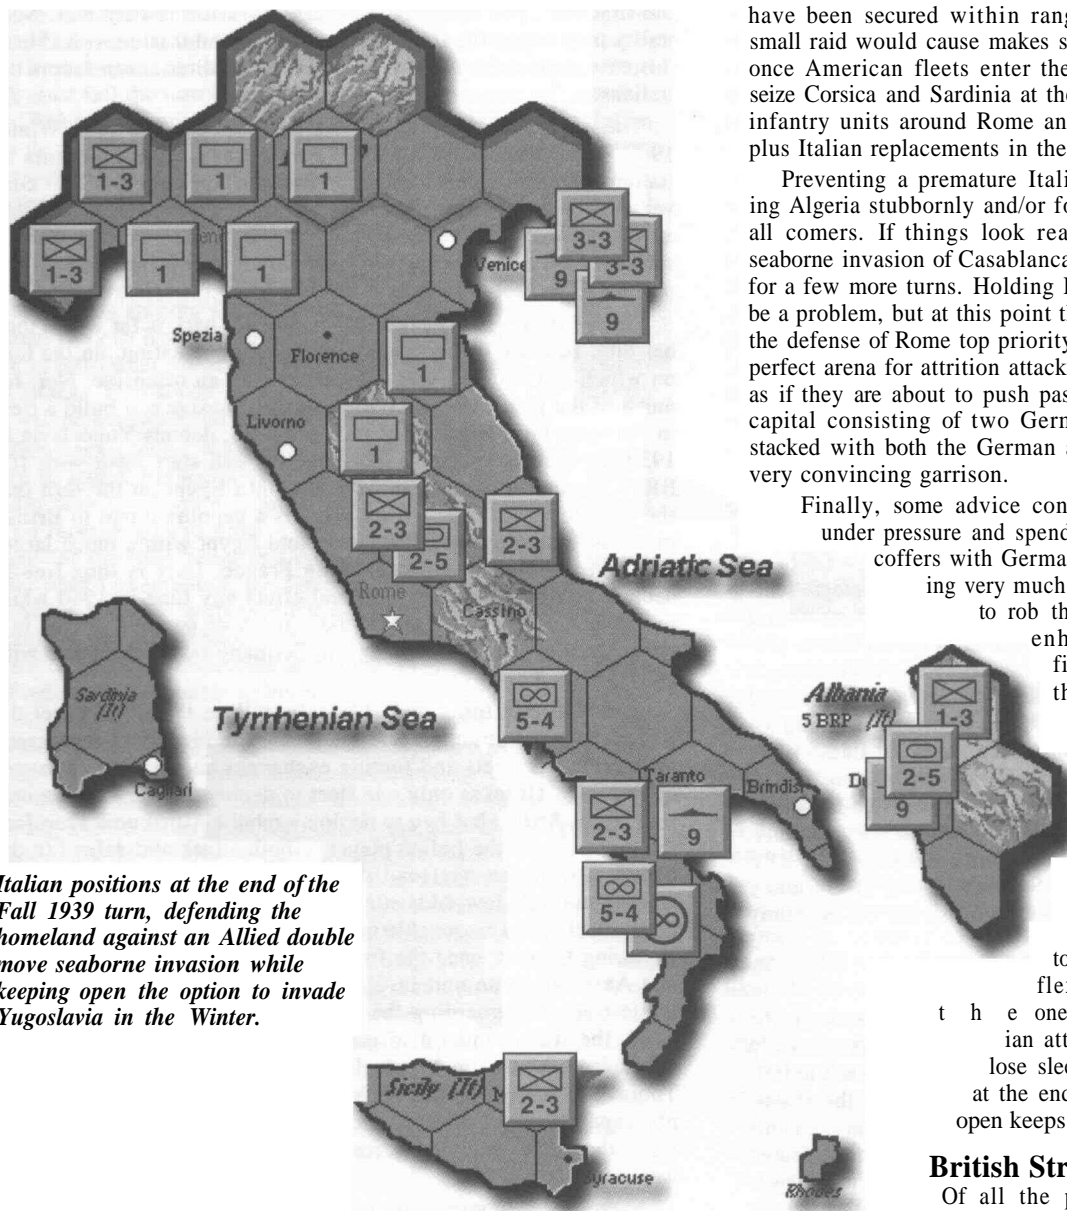 have been secured within rang
small raid would cause makes s
once American fleets enter the
seize Corsica and Sardinia at the
infantry units around Rome an
plus Italian replacements in the
Preventing a premature Itali
ing Algeria stubbornly and/or fo
all comers. If things look rea
seaborne invasion of Casablanca
for a few more turns. Holding
be a problem, but at this point th
the defense of Rome top priority
perfect arena for attrition attack
as if they are about to push pas
capital consisting of two Germ
stacked with both the German a
very convincing garrison.
Finally, some advice con
under pressure and spend
coffers with German
ing very much
to rob th
enh
fi
th
1-3
1
1
1-3
1
1
Venice
3-3
3-3
9
9
Spezia
Florence
1
Livorno
1
2-3
2-5
2-3
Adriatic Sea
Rome
Cassino
Sardinia
(It)
Cagliari
Tyrrhenian Sea
5-4
Albania
5 BRP (It)
1-3
2-5
9
Taranto
Brindisi
2-3
9
5-4
Italian positions at the end of the
Fall 1939 turn, defending the
homeland against an Allied double
move seaborne invasion while
keeping open the option to invade
Yugoslavia in the Winter.
Sicily (It)
2-3
Syracuse
Rhodes
to
fle
t h e one
ian att
lose slee
at the end
open keeps
British Str
Of all the p